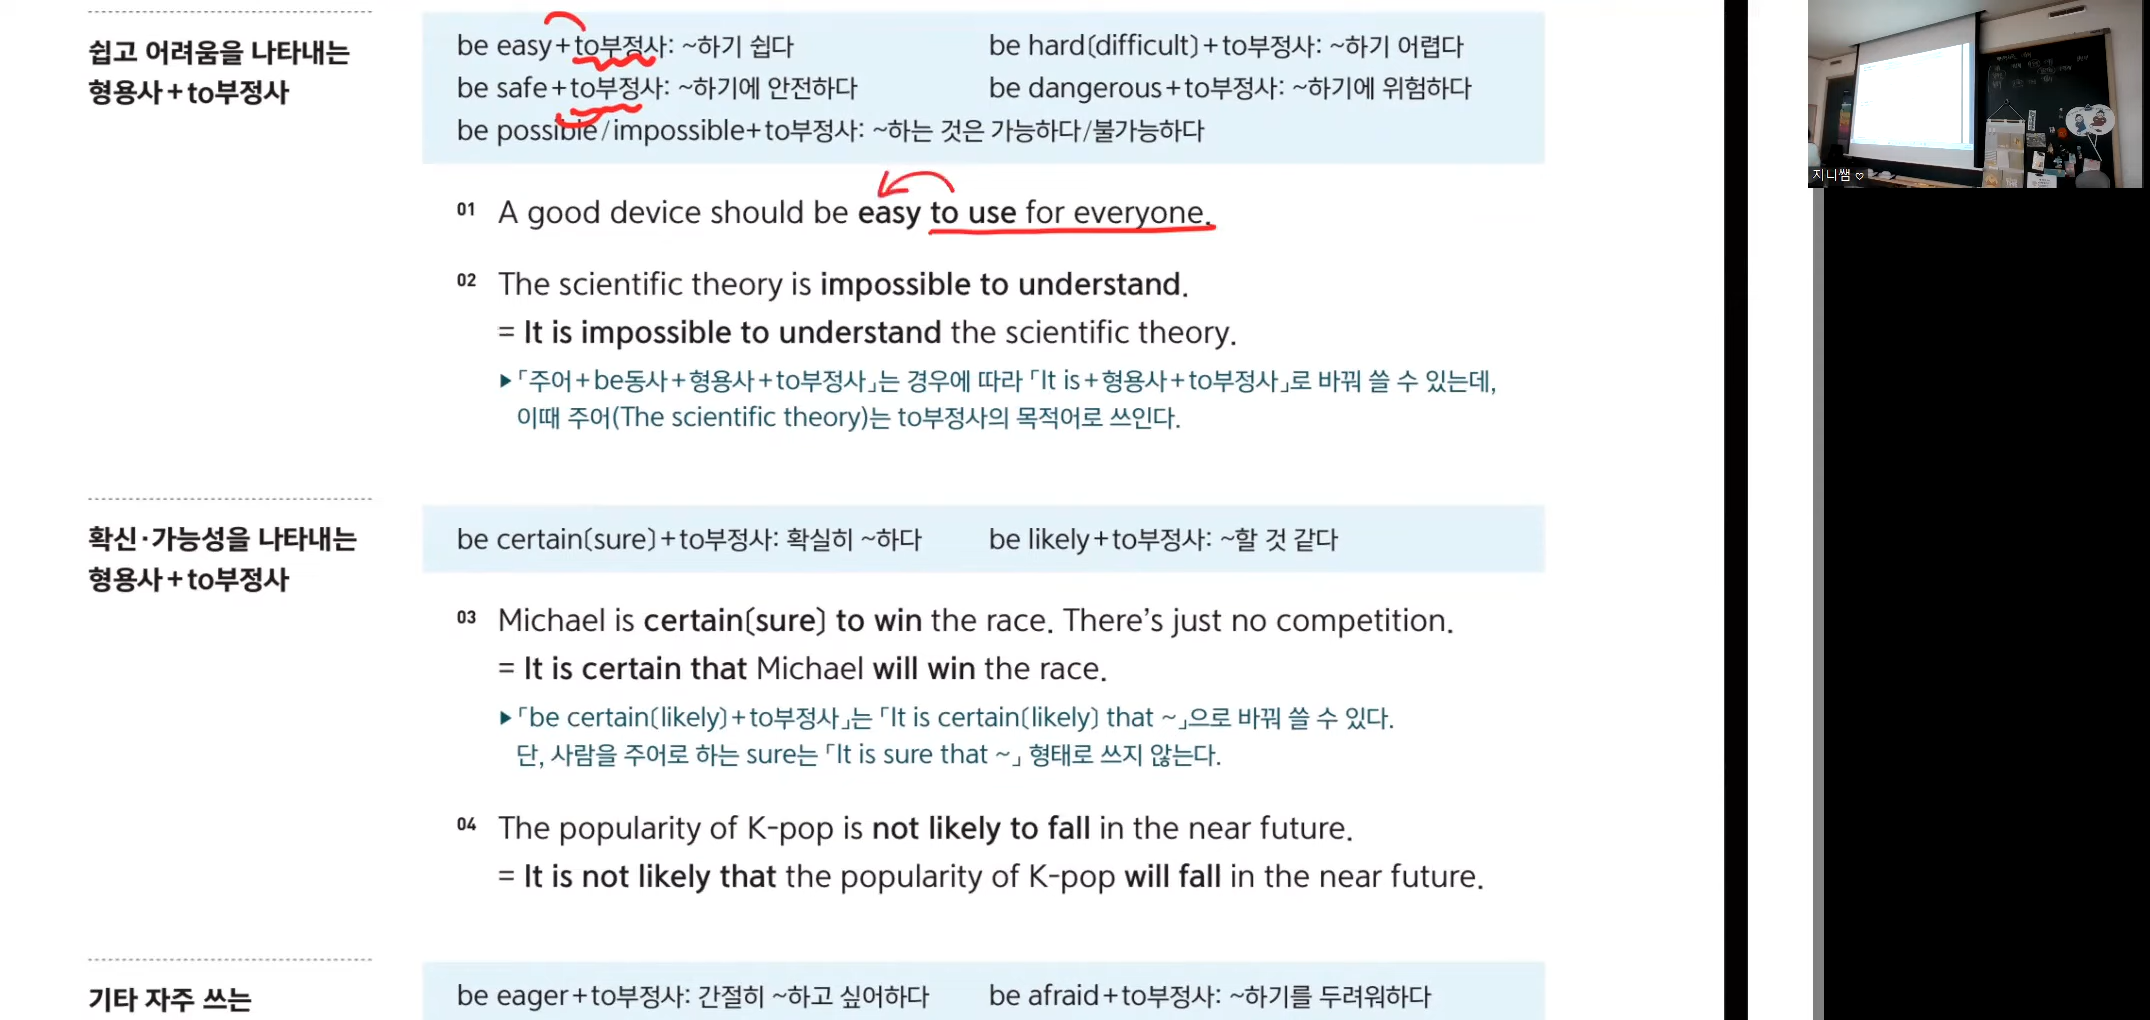 쉽고 어려움을 나타내는
형용사+to부정사
be easy+to부정사: ~하기 쉽다
be hard(difficult)+to부정사: ~하기 어렵다
be safe+to부정사: ~하기에 안전하다
be dangerous+to부정사: ~하기에 위험하다
be possible/impossible+to부정사: ~하는 것은 가능하다/불가능하다
01 A good device should be easy to use for everyone.
02 The scientific theory is impossible to understand.
= It is impossible to understand the scientific theory.
▶「주어+be동사+형용사+to부정사」는 경우에 따라 「It is+형용사+to부정사」로 바꿔 쓸 수 있는데,
이때 주어(The scientific theory)는 to부정사의 목적어로 쓰인다.
확신·가능성을 나타내는
형용사+to부정사
be certain(sure)+to부정사: 확실히 ~하다
be likely+to부정사: ~할 것 같다
03 Michael is certain(sure) to win the race. There's just no competition.
= It is certain that Michael will win the race.
▶「be certain(likely)+to부정사」는 「It is certain(likely) that ~」으로 바꿔 쓸 수 있다.
단, 사람을 주어로 하는 sure는 「It is sure that ~」 형태로 쓰지 않는다.
04 The popularity of K-pop is not likely to fall in the near future.
= It is not likely that the popularity of K-pop will fall in the near future.
기타 자주 쓰는
be eager+to부정사: 간절히 ~하고 싶어하다
be afraid+to부정사: ~하기를 두려워하다
지니쌤 ♡